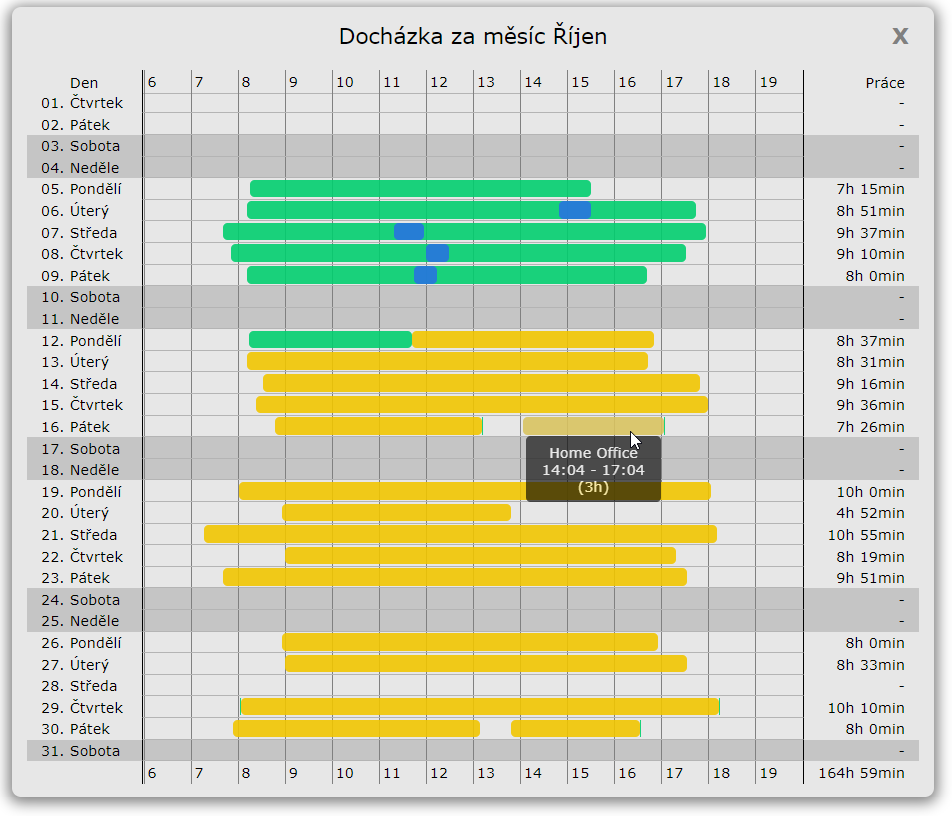 Docházka za měsíc Říjen X
Den 6 7 8 9 10 11 12 13 14 15 16 17 18 19 Práce
01. Čtvrtek -
02. Pátek -
03. Sobota -
04. Neděle -
05. Pondělí 7h 15min
06. Úterý 8h 51min
07. Středa 9h 37min
08. Čtvrtek 9h 10min
09. Pátek 8h 0min
10. Sobota -
11. Neděle -
12. Pondělí 8h 37min
13. Úterý 8h 31min
14. Středa 9h 16min
15. Čtvrtek 9h 36min
16. Pátek 7h 26min
17. Sobota -
Home Office
18. Neděle -
14:04 - 17:04
(3h)
19. Pondělí 10h 0min
20. Úterý 4h 52min
21. Středa 10h 55min
22. Čtvrtek 8h 19min
23. Pátek 9h 51min
24. Sobota -
25. Neděle -
26. Pondělí 8h 0min
27. Úterý 8h 33min
28. Středa -
29. Čtvrtek 10h 10min
30. Pátek 8h 0min
31. Sobota -
6 7 8 9 10 11 12 13 14 15 16 17 18 19 164h 59min